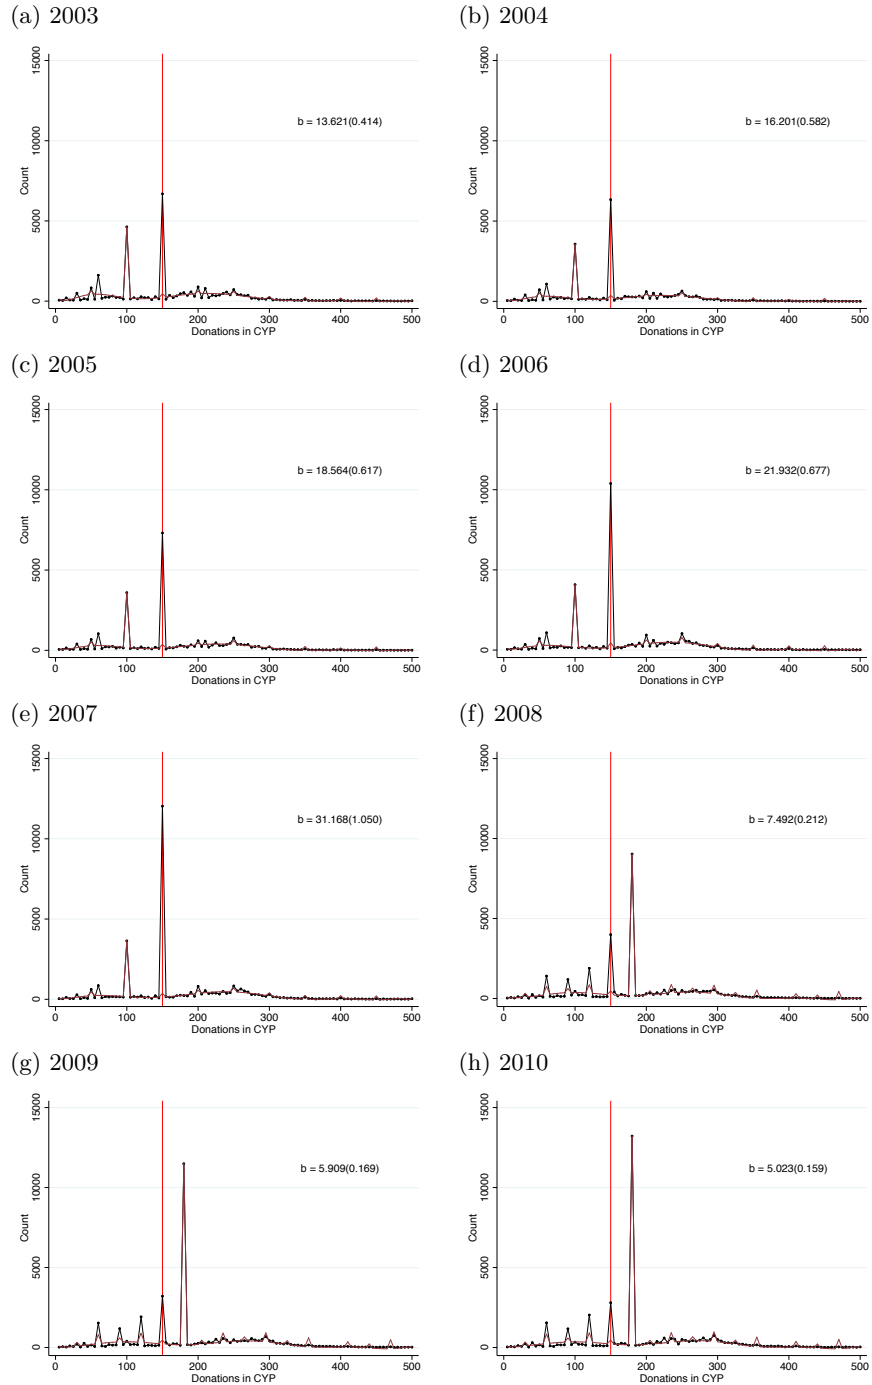 (a) 2003
(b) 2004
15000
10000
5000
0
Count
b = 13.621(0.414)
0 100 200 300 400 500
Donations in CYP
15000
10000
5000
0
Count
b = 16.201(0.582)
0 100 200 300 400 500
Donations in CYP
(c) 2005
(d) 2006
15000
10000
5000
0
Count
b = 18.564(0.617)
0 100 200 300 400 500
Donations in CYP
15000
10000
5000
0
Count
b = 21.932(0.677)
0 100 200 300 400 500
Donations in CYP
(e) 2007
(f) 2008
15000
10000
5000
0
Count
b = 31.168(1.050)
0 100 200 300 400 500
Donations in CYP
15000
10000
5000
0
Count
b = 7.492(0.212)
0 100 200 300 400 500
Donations in CYP
(g) 2009
(h) 2010
15000
10000
5000
0
Count
b = 5.909(0.169)
0 100 200 300 400 500
Donations in CYP
15000
10000
5000
0
Count
b = 5.023(0.159)
0 100 200 300 400 500
Donations in CYP